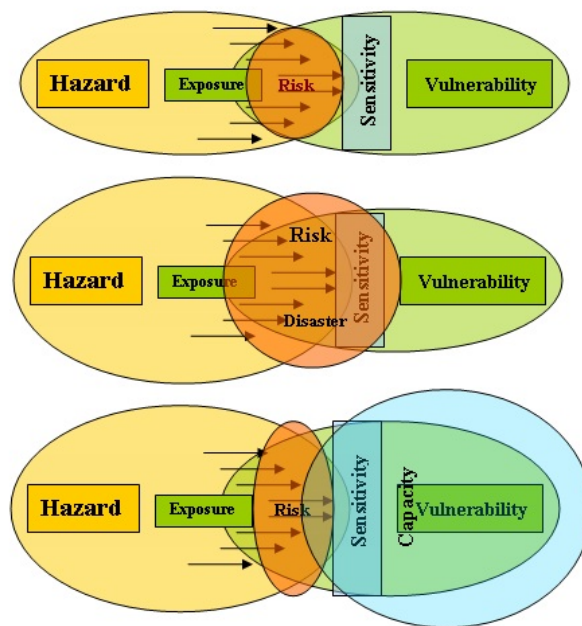 Hazard
Exposure
Risk
Sensitivity
Vulnerability
Hazard
Exposure
Risk
Disaster
Sensitivity
Vulnerability
Hazard
Exposure
Risk
Sensitivity
Capacity
Vulnerability